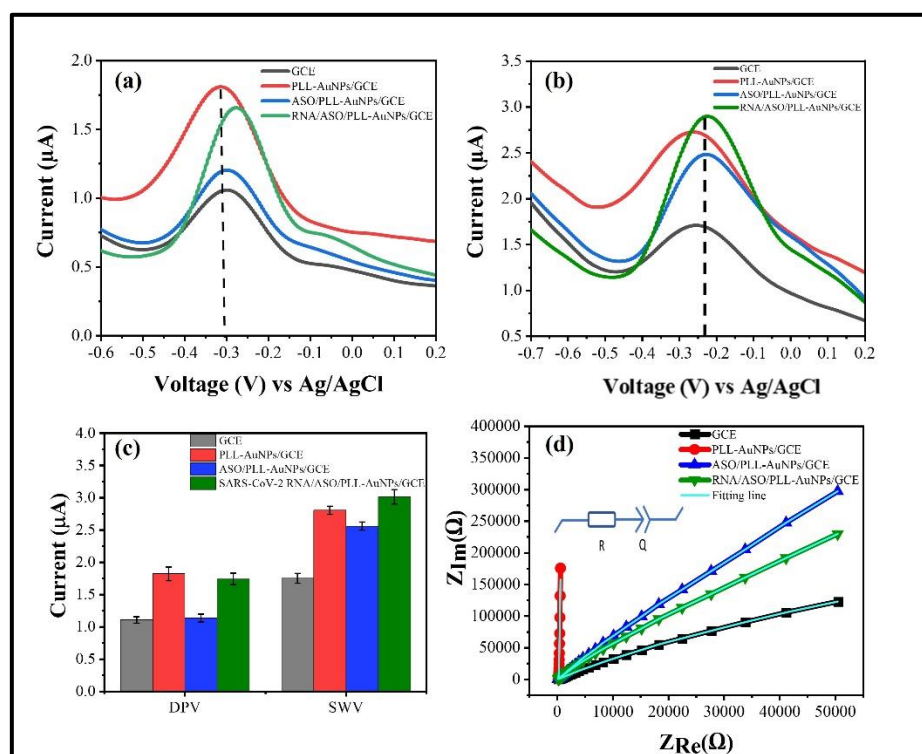 (a)
GCE
PLL-AuNPs/GCE
ASO/PLL-AuNPs/GCE
RNA/ASO/PLL-AuNPs/GCE
2.0
1.5
1.0
0.5
0.0
Current (µA)
-0.6 -0.5 -0.4 -0.3 -0.2 -0.1 0.0 0.1 0.2
Voltage (V) vs Ag/AgCl
(b)
GCE
PLL-AuNPs/GCE
ASO/PLL-AuNPs/GCE
RNA/ASO/PLL-AuNPs/GCE
3.5
3.0
2.5
2.0
1.5
1.0
0.5
Current (µA)
-0.7 -0.6 -0.5 -0.4 -0.3 -0.2 -0.1 0.0 0.1 0.2
Voltage (V) vs Ag/AgCl
(c)
GCE
PLL-AuNPs/GCE
ASO/PLL-AuNPs/GCE
SARS-CoV-2 RNA/ASO/PLL-AuNPs/GCE
4.0
3.5
3.0
2.5
2.0
1.5
1.0
0.5
0.0
Current (µA)
DPV SWV
(d)
GCE
PLL-AuNPs/GCE
ASO/PLL-AuNPs/GCE
RNA/ASO/PLL-AuNPs/GCE
Fitting line
R Q
400000
350000
300000
250000
200000
150000
100000
50000
0
ZIm(Ω)
0 10000 20000 30000 40000 50000
ZRe(Ω)